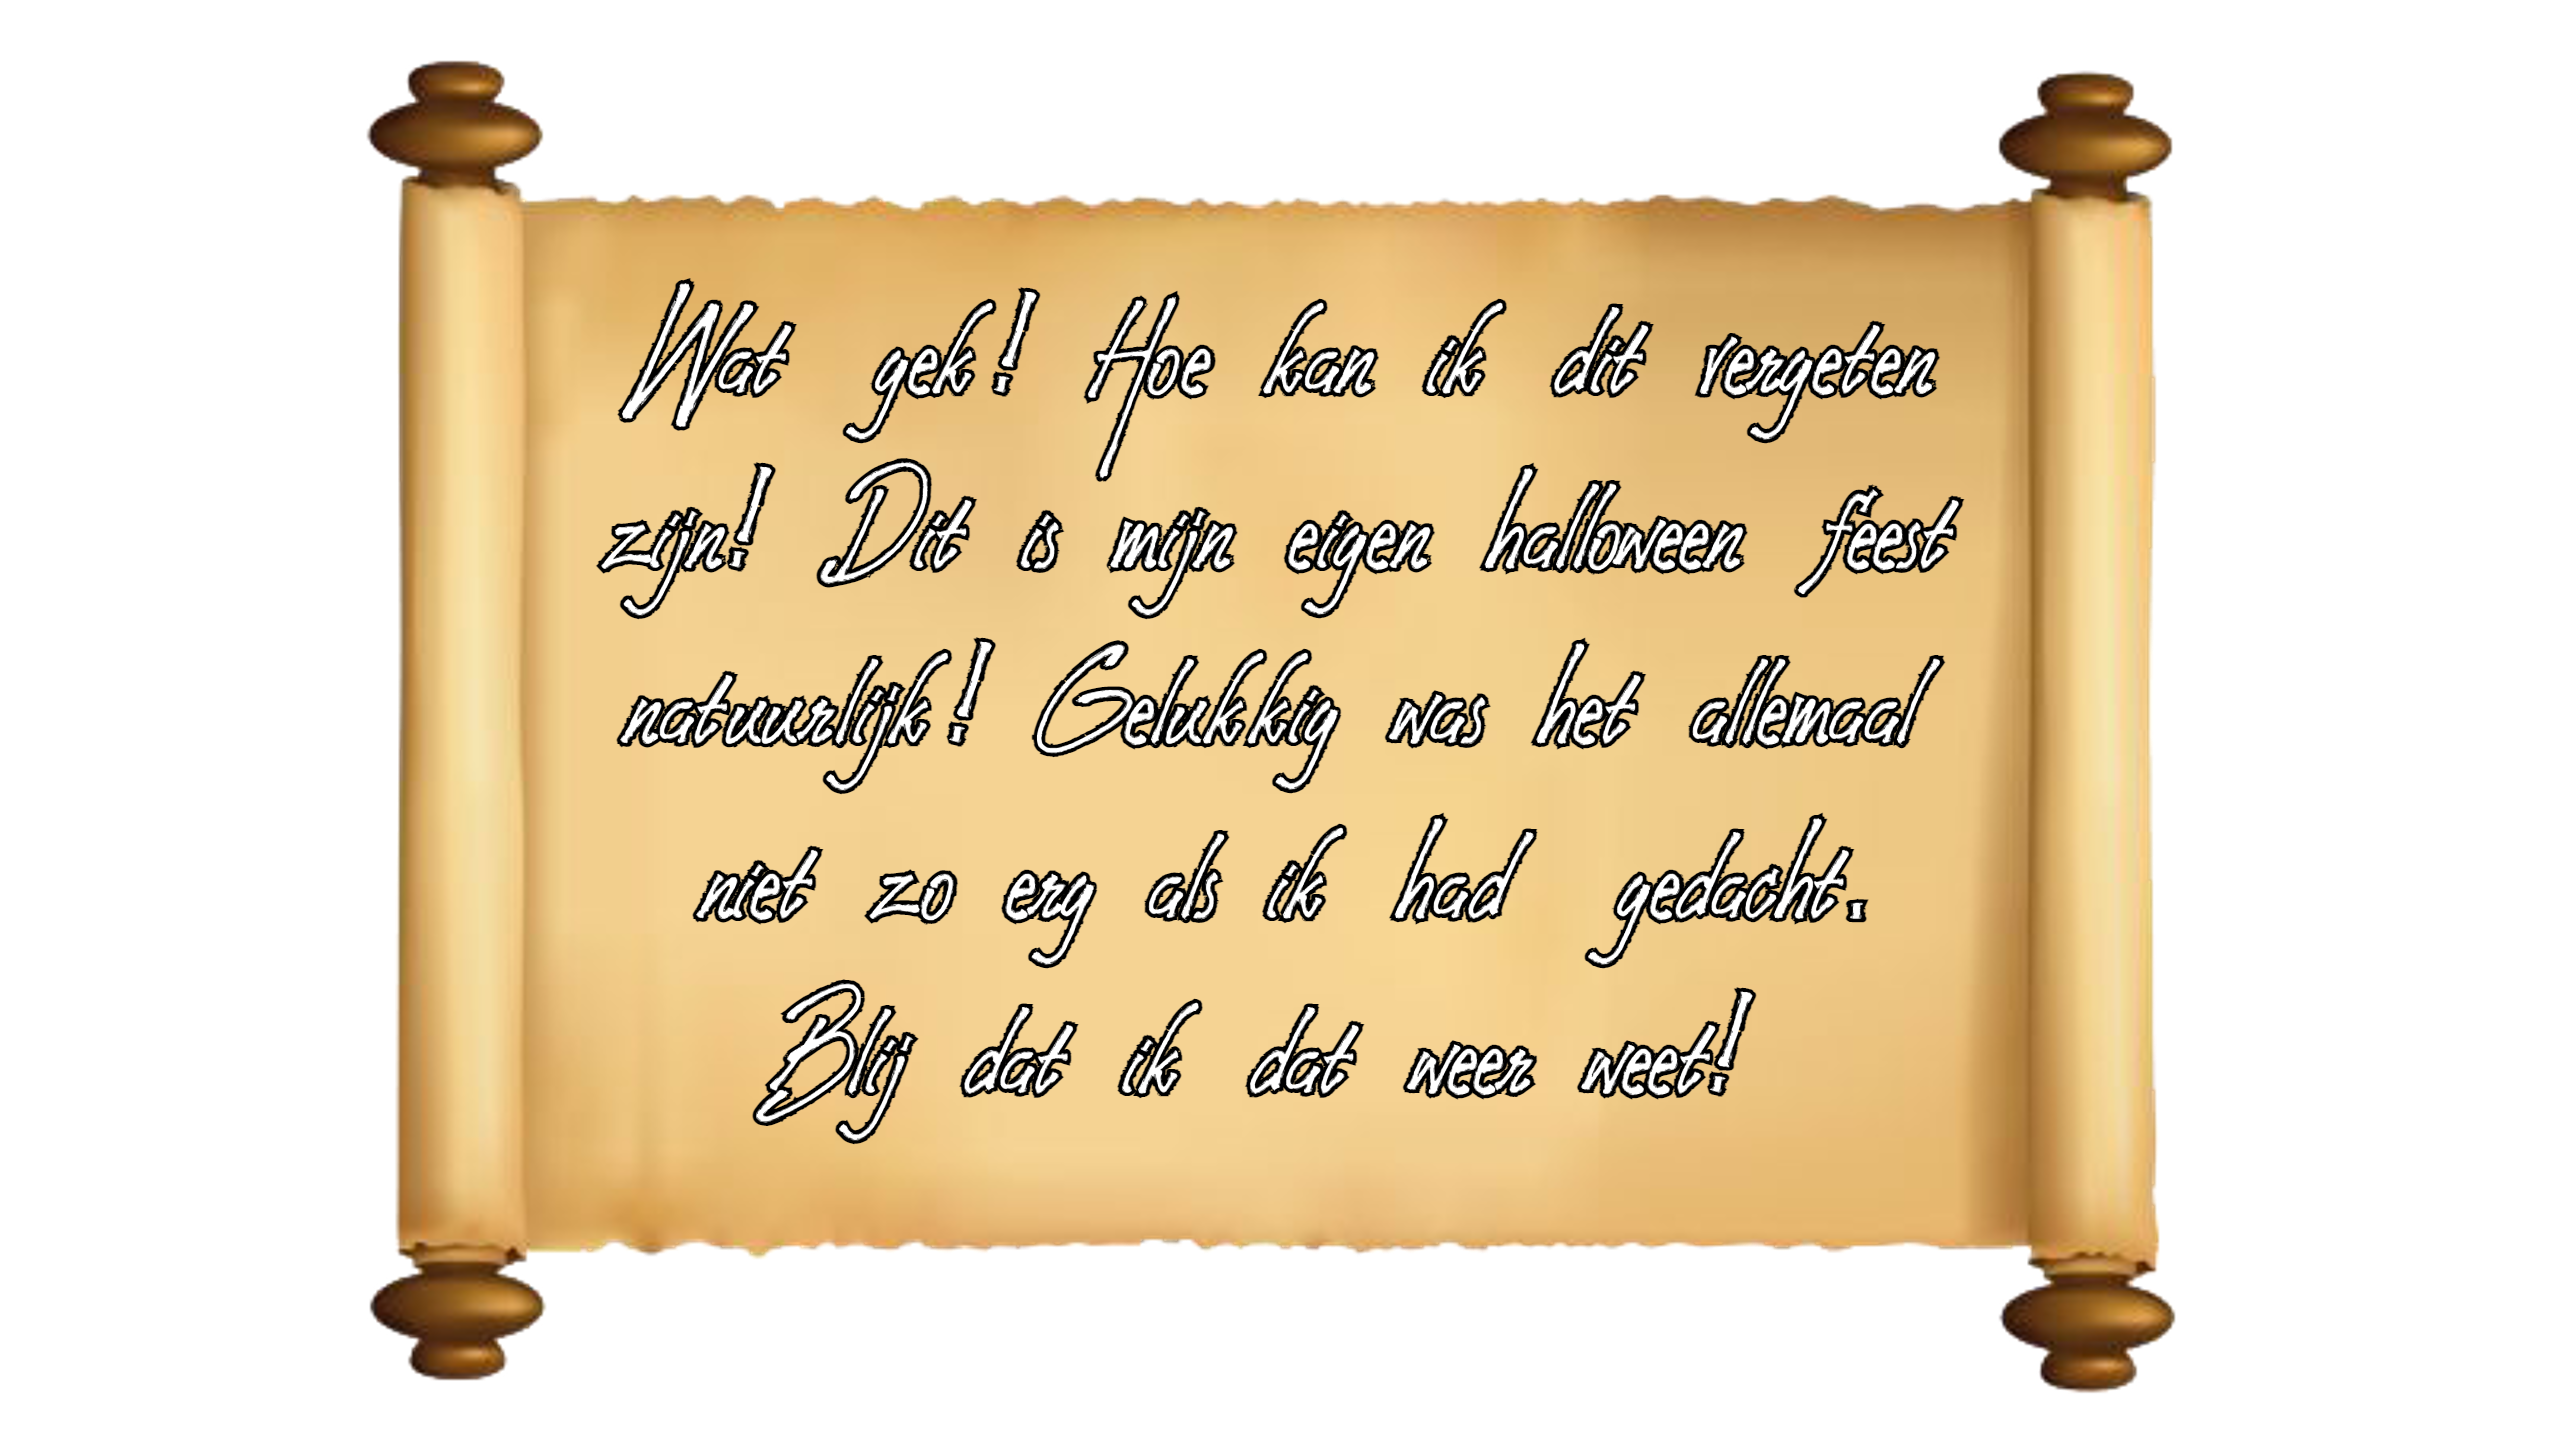 Wat gek! Hoe kan ik dit vergeten
zijn! Dit is mijn eigen halloween feest
natuurlijk! Gelukkig was het allemaal
niet zo erg als ik had gedacht.
Blij dat ik dat weer weet!